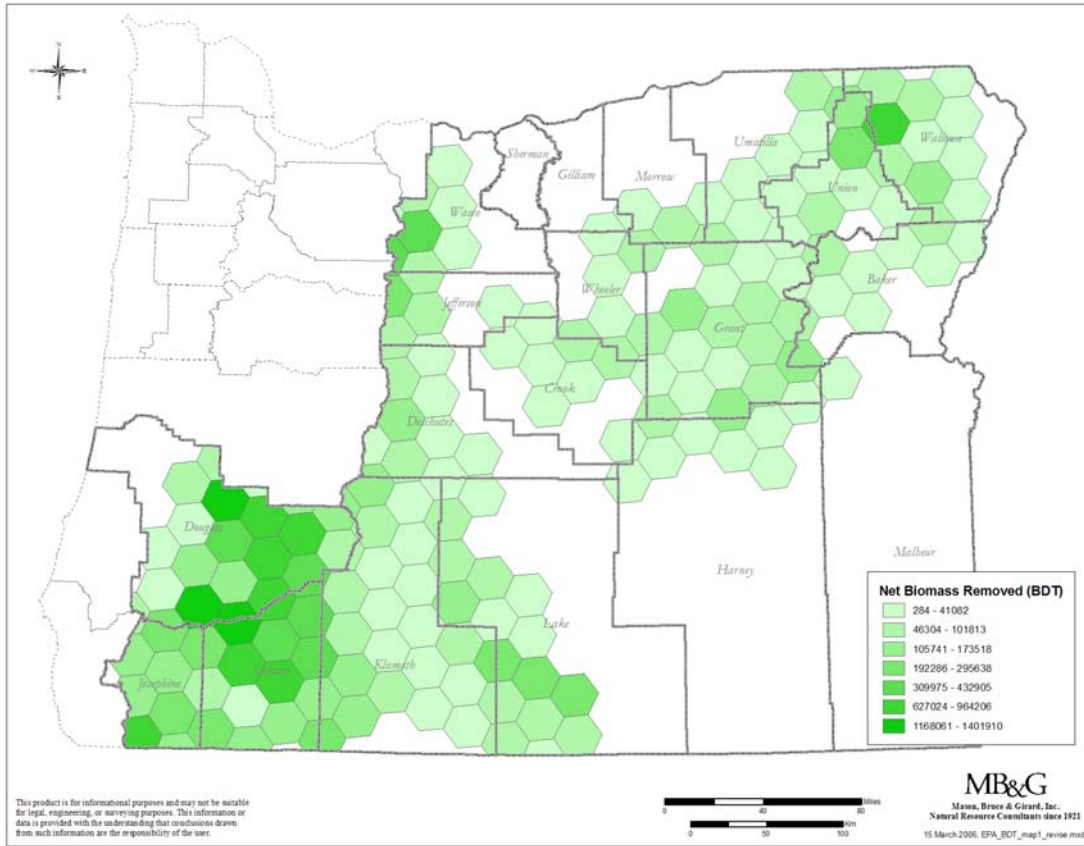 N
W
E
S
Sherman
Wasco
Gilliam
Morrow
Umatilla
Wallowa
Union
Baker
Jefferson
Wheeler
Grant
Crook
Deschutes
Douglas
Malheur
Harney
Lake
Klamath
Jackson
Josephine
Net Biomass Removed (BDT)
284 - 41082
46304 - 101813
105741 - 173518
192286 - 295638
309975 - 432905
627024 - 964206
1168061 - 1401910
This product is for informational purposes and may not be suitable
for legal, engineering, or surveying purposes. This information or
data is provided with the understanding that conclusions drawn
from such information are the responsibility of the user.
0 20 40 80 Miles
0 25 50 100 Km
MB&G
Mason, Bruce & Girard, Inc.
Natural Resource Consultants since 1921
15 March 2006; EPA_BDT_map1_revise.mxd